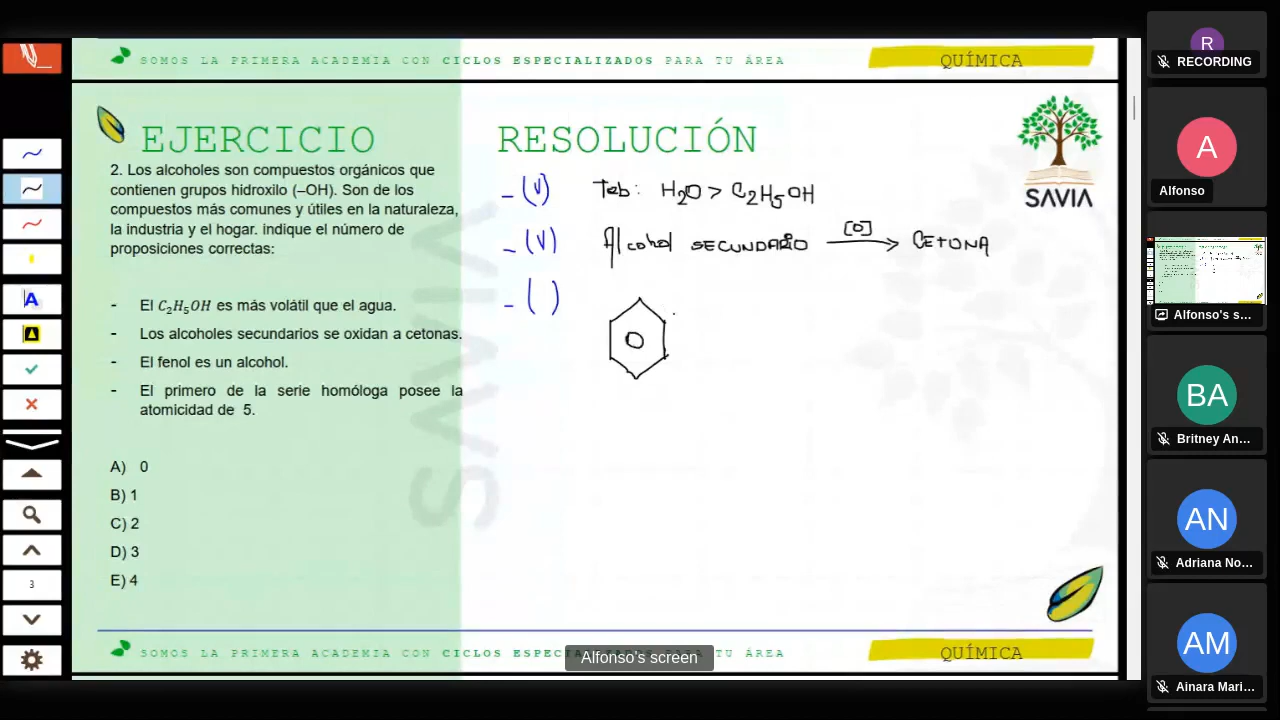 SOMOS LA PRIMERA ACADEMIA CON CICLOS ESPECIALIZADOS PARA TU ÁREA
QUÍMICA
R
RECORDING
EJERCICIO
2. Los alcoholes son compuestos orgánicos que
contienen grupos hidroxilo (–OH). Son de los
compuestos más comunes y útiles en la naturaleza,
la industria y el hogar. indique el número de
proposiciones correctas:
- El C₂H₅OH es más volátil que el agua.
- Los alcoholes secundarios se oxidan a cetonas.
- El fenol es un alcohol.
- El primero de la serie homóloga posee la
atomicidad de 5.
A) 0
B) 1
C) 2
D) 3
E) 4
RESOLUCIÓN
- (V) Teb: H₂O > C₂H₅OH
- (V) Alcohol SECUNDARIO [O] → CETONA
- ( )
SAVIA
SAVIA
A
3
SOMOS LA PRIMERA ACADEMIA CON CICLOS ESPECIALIZADOS PARA TU ÁREA
QUÍMICA
Alfonso's screen
A
Alfonso
Alfonso's s...
BA
Britney An...
AN
Adriana No...
AM
Ainara Mari...